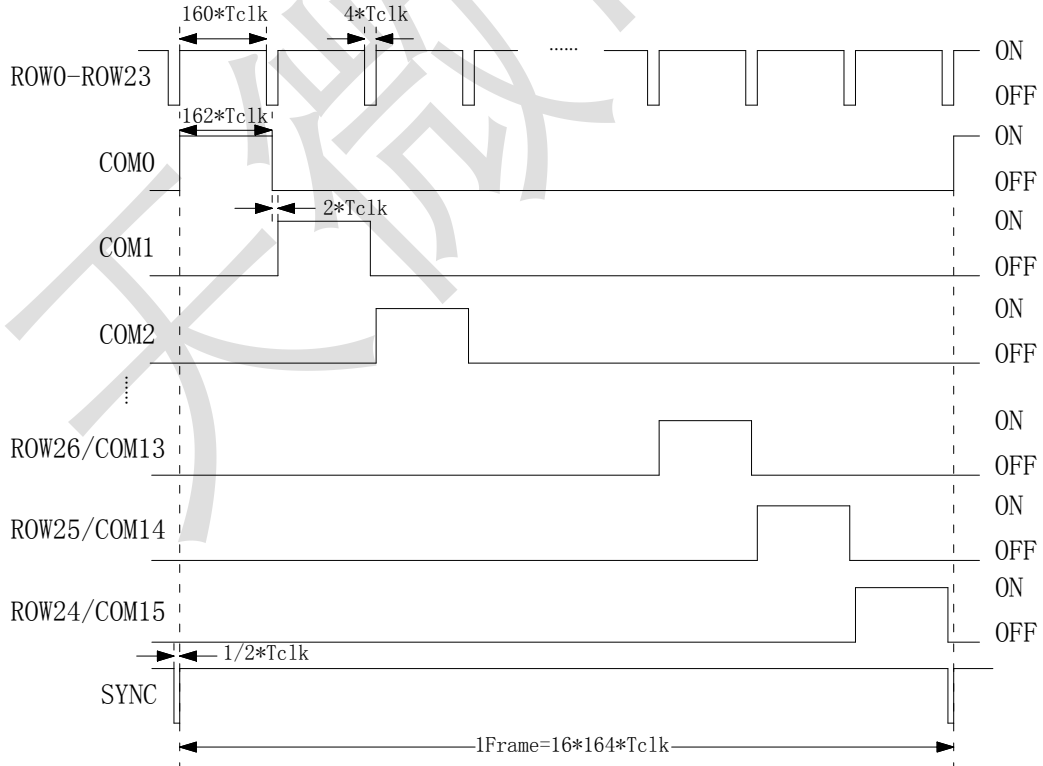 160*Tclk 4*Tclk
ROW0-ROW23 ...... ON
OFF
162*Tclk
COM0 ON
OFF
2*Tclk
COM1 ON
OFF
COM2 ON
OFF
......
ROW26/COM13 ON
OFF
ROW25/COM14 ON
OFF
ROW24/COM15 ON
OFF
1/2*Tclk
SYNC
1Frame=16*164*Tclk
天微